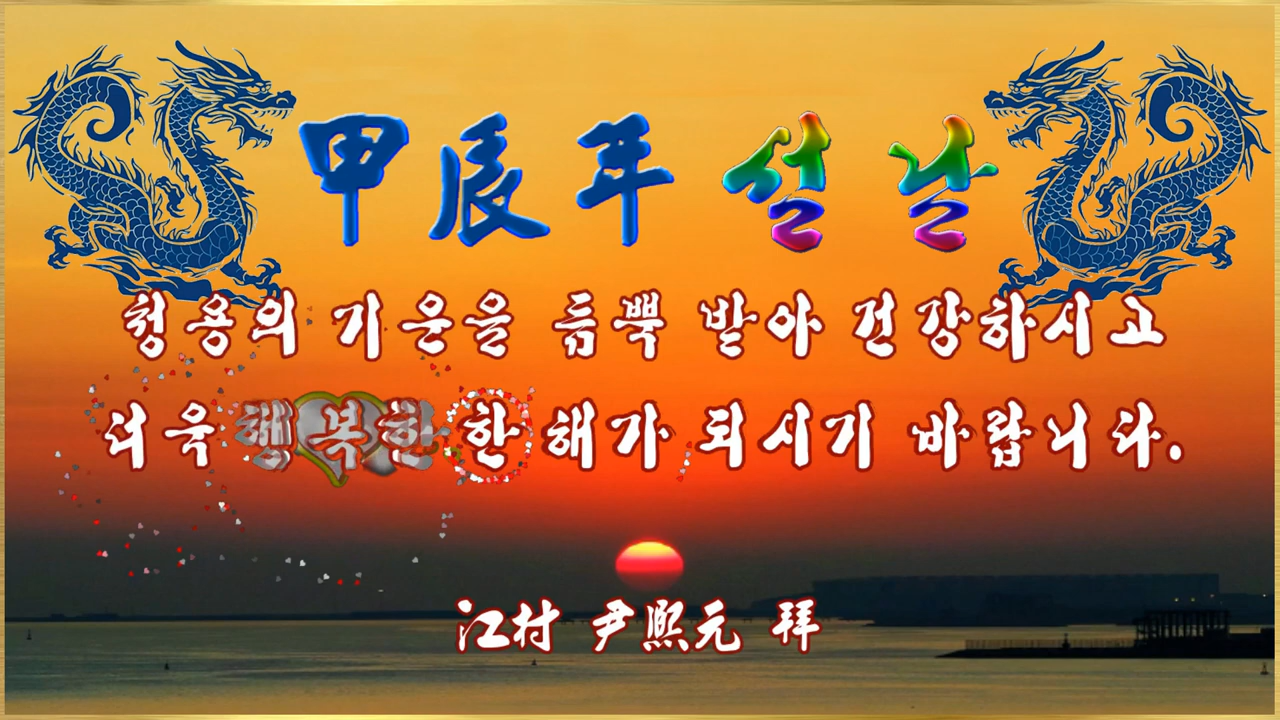 甲辰年 설날
청용의 기운을 듬뿍 받아 건강하시고
더욱 행복한 한 해가 되시기 바랍니다.
江村 尹熙元 拜